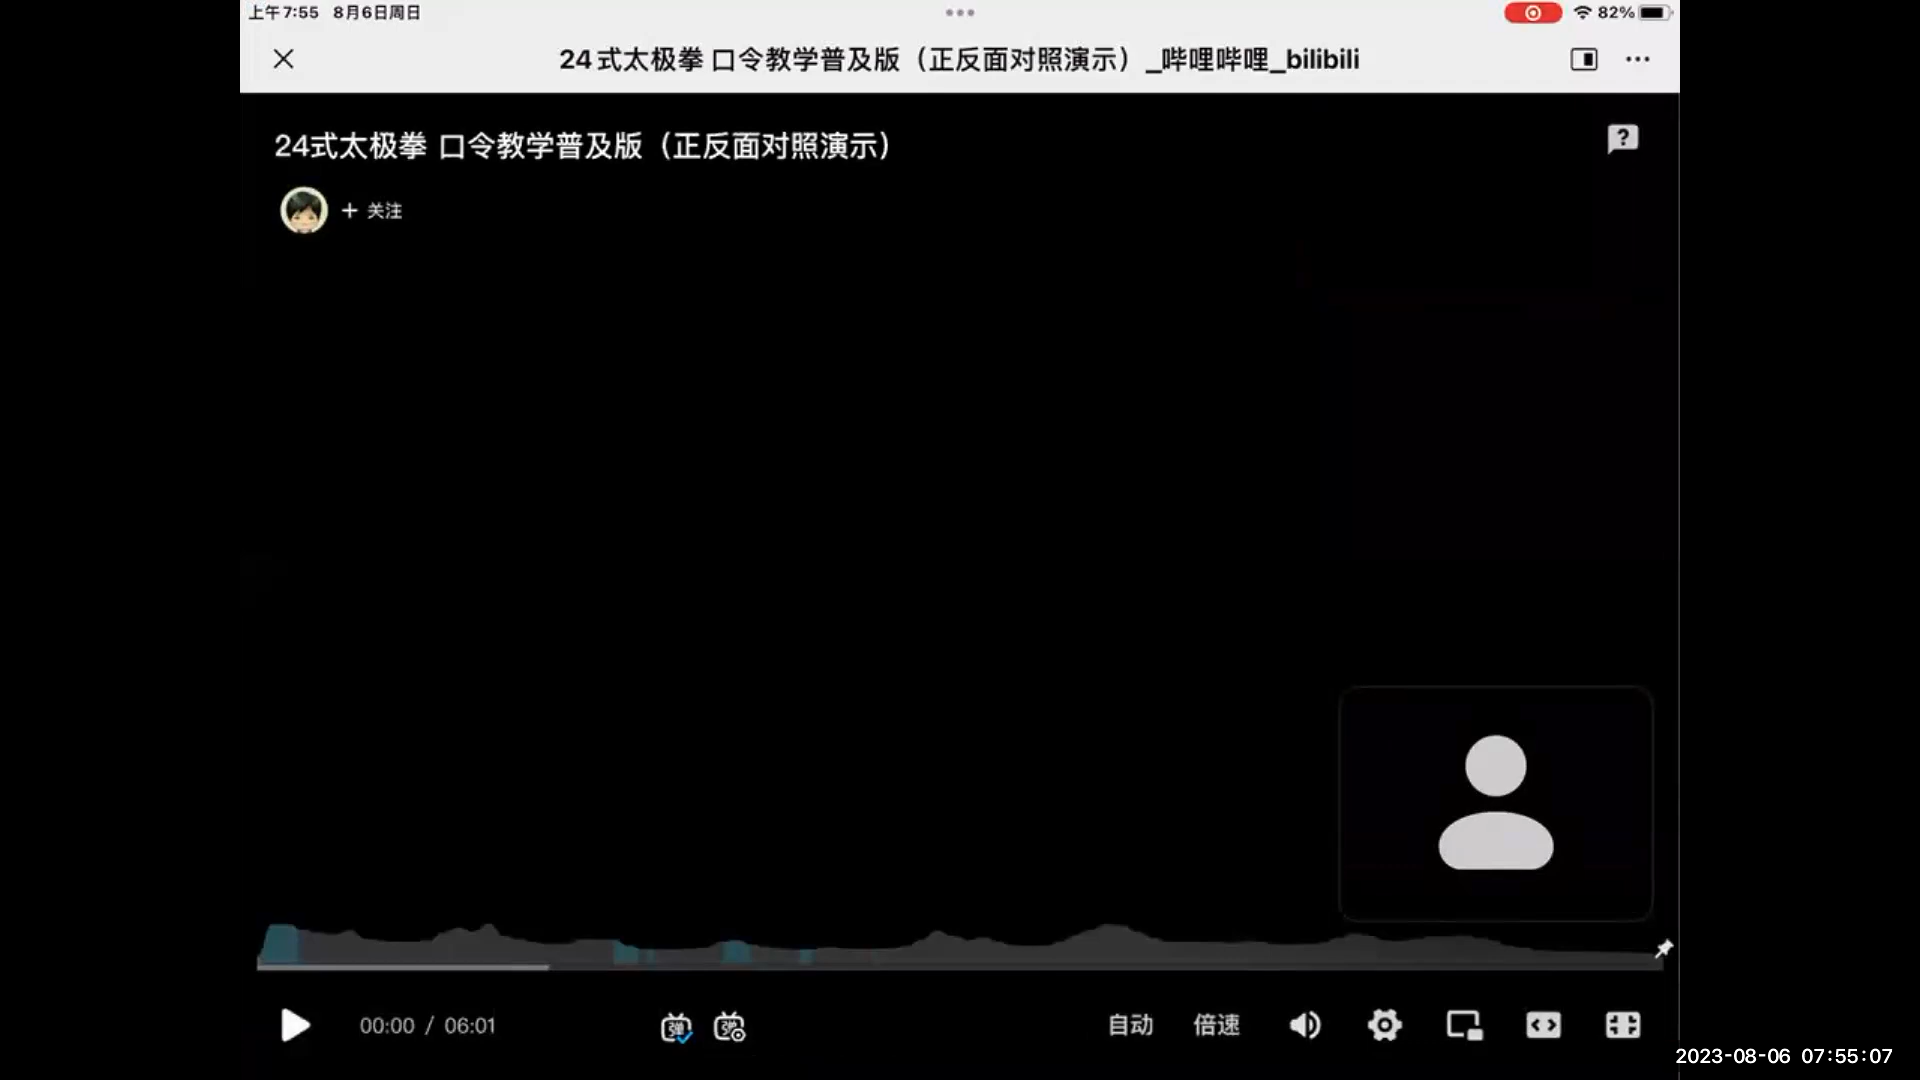 上午7:55 8月6日周日
82%
24式太极拳 口令教学普及版（正反面对照演示）_哔哩哔哩_bilibili
24式太极拳 口令教学普及版（正反面对照演示）
?
+ 关注
00:00 / 06:01
弹
弹
自动
倍速
2023-08-06 07:55:07